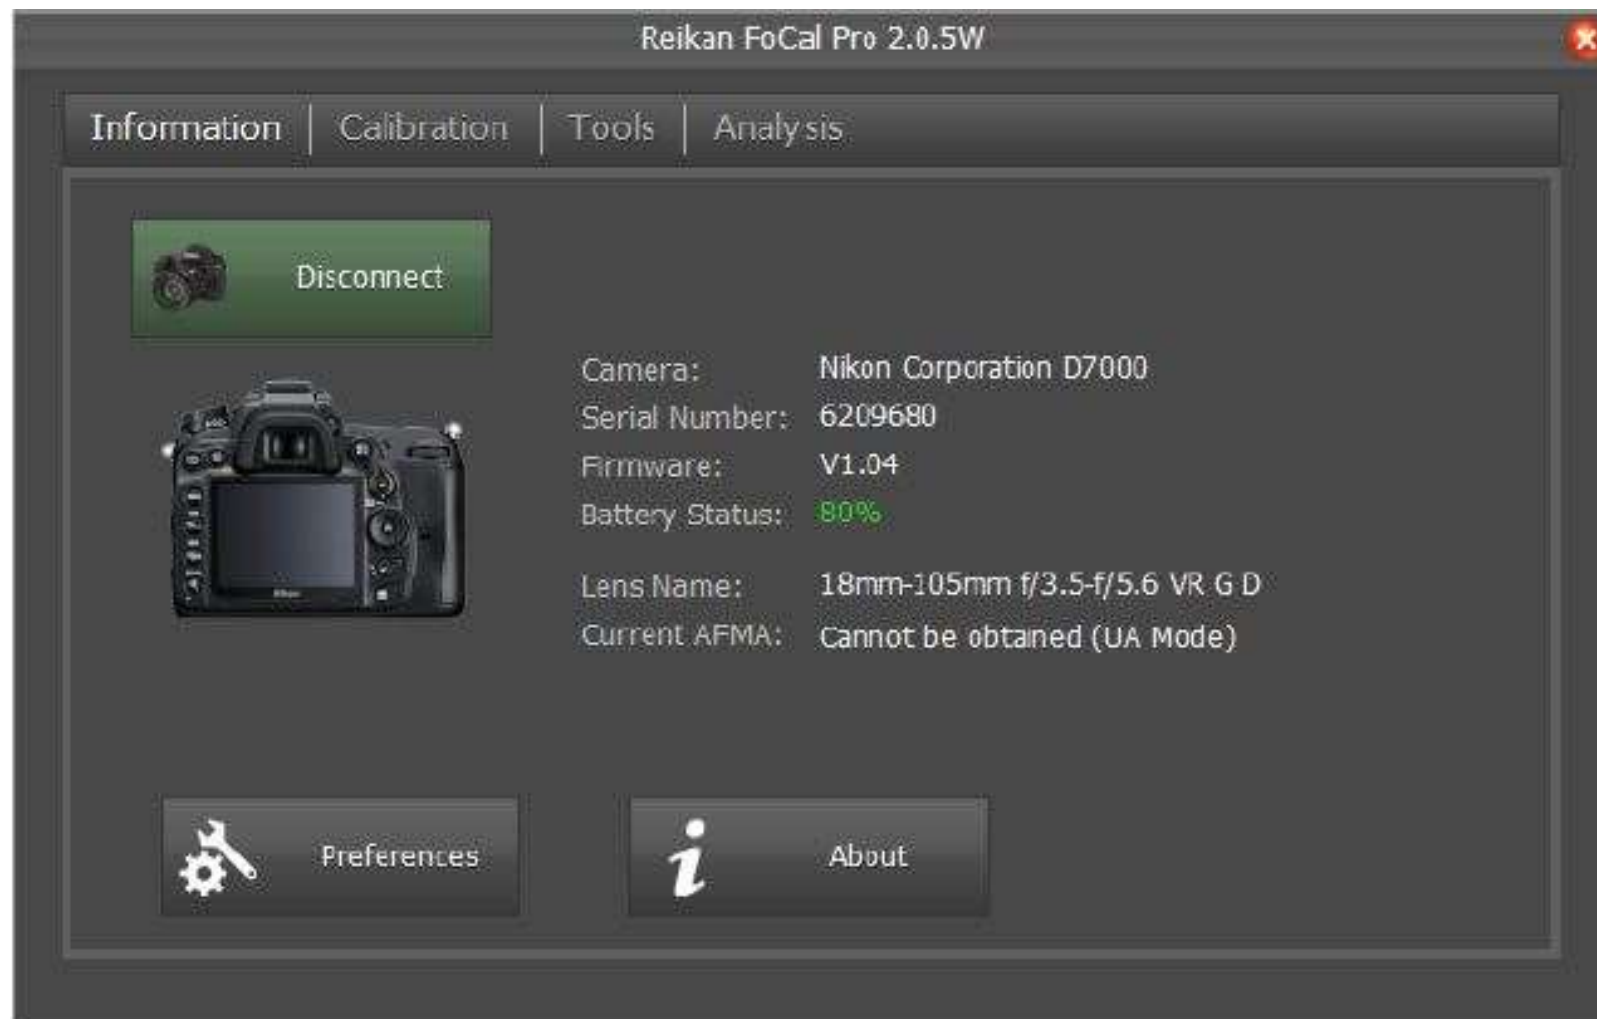 Reikan FoCal Pro 2.0.5W
Information Calibration Tools Analysis
Disconnect
Camera: Nikon Corporation D7000
Serial Number: 6209680
Firmware: V1.04
Battery Status: 80%
Lens Name: 18mm-105mm f/3.5-f/5.6 VR G D
Current AFMA: Cannot be obtained (UA Mode)
Preferences About